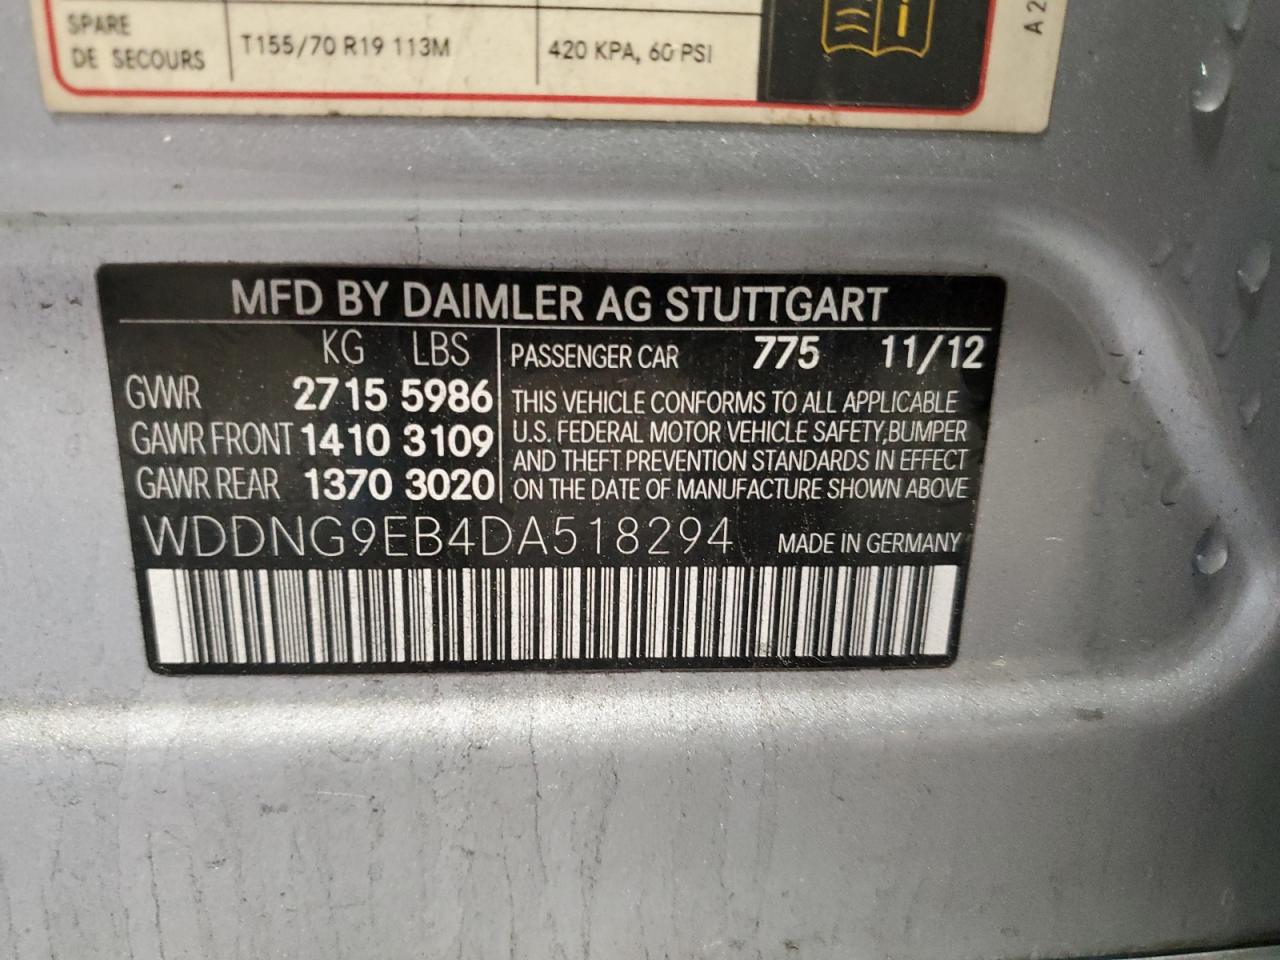 SPARE
DE SECOURS
T155/70 R19 113M
420 KPA, 60 PSI
A2
MFD BY DAIMLER AG STUTTGART
KG LBS
GVWR 2715 5986
GAWR FRONT 1410 3109
GAWR REAR 1370 3020
PASSENGER CAR 775 11/12
THIS VEHICLE CONFORMS TO ALL APPLICABLE
U.S. FEDERAL MOTOR VEHICLE SAFETY,BUMPER
AND THEFT PREVENTION STANDARDS IN EFFECT
ON THE DATE OF MANUFACTURE SHOWN ABOVE
WDDNG9EB4DA518294 MADE IN GERMANY